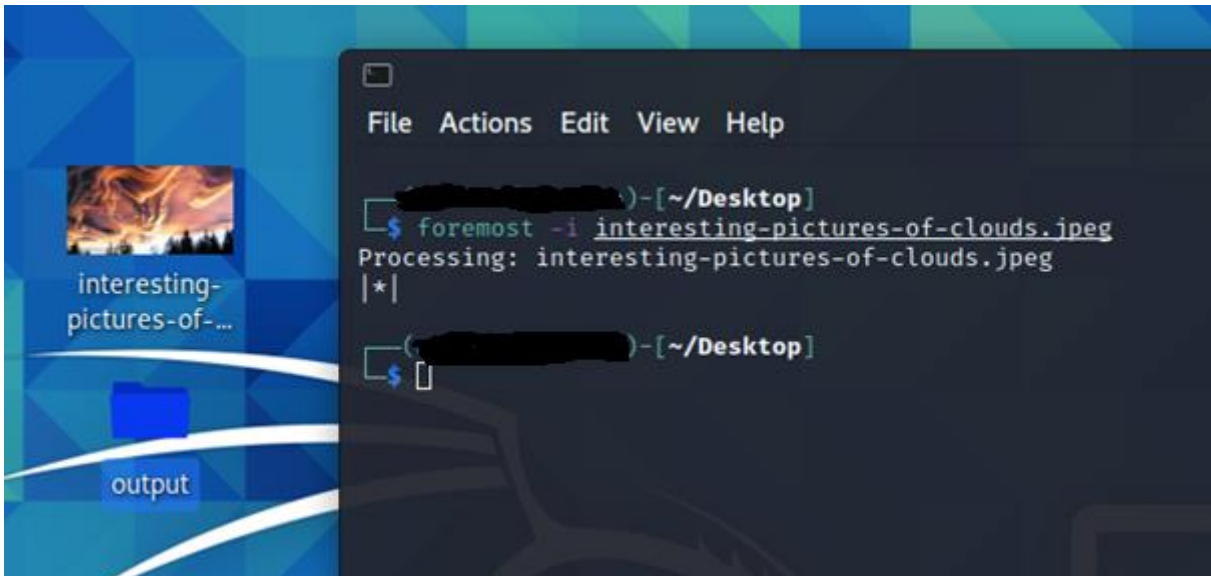 File Actions Edit View Help
)-[~/Desktop]
$ foremost -i interesting-pictures-of-clouds.jpeg
Processing: interesting-pictures-of-clouds.jpeg
|*|
(
)-[~/Desktop]
$
interesting-
pictures-of-...
output